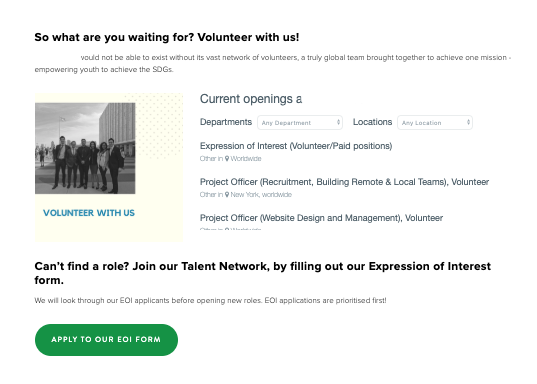 So what are you waiting for? Volunteer with us!
would not be able to exist without its vast network of volunteers, a truly global team brought together to achieve one mission -
empowering youth to achieve the SDGs.
Current openings a
Departments Any Department Locations Any Location
Expression of Interest (Volunteer/Paid positions)
Other in Worldwide
Project Officer (Recruitment, Building Remote & Local Teams), Volunteer
Other in New York, worldwide
VOLUNTEER WITH US
Project Officer (Website Design and Management), Volunteer
Other in Worldwide
Can't find a role? Join our Talent Network, by filling out our Expression of Interest
form.
We will look through our EOI applicants before opening new roles. EOI applications are prioritised first!
APPLY TO OUR EOI FORM